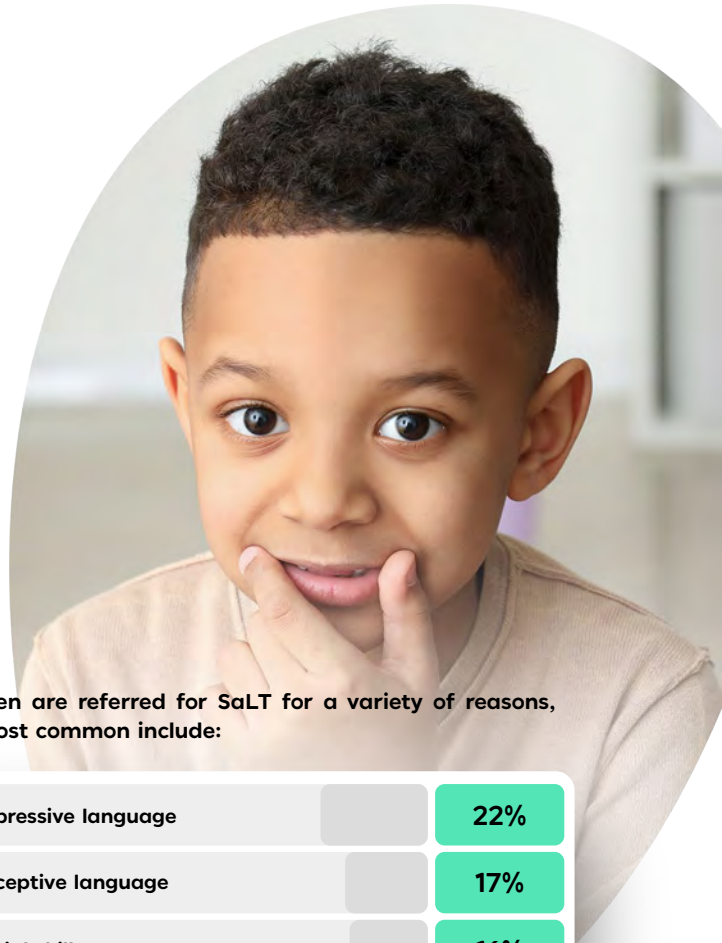 en are referred for SaLT for a variety of reasons,
ost common include:
pressive language 22%
ceptive language 17%